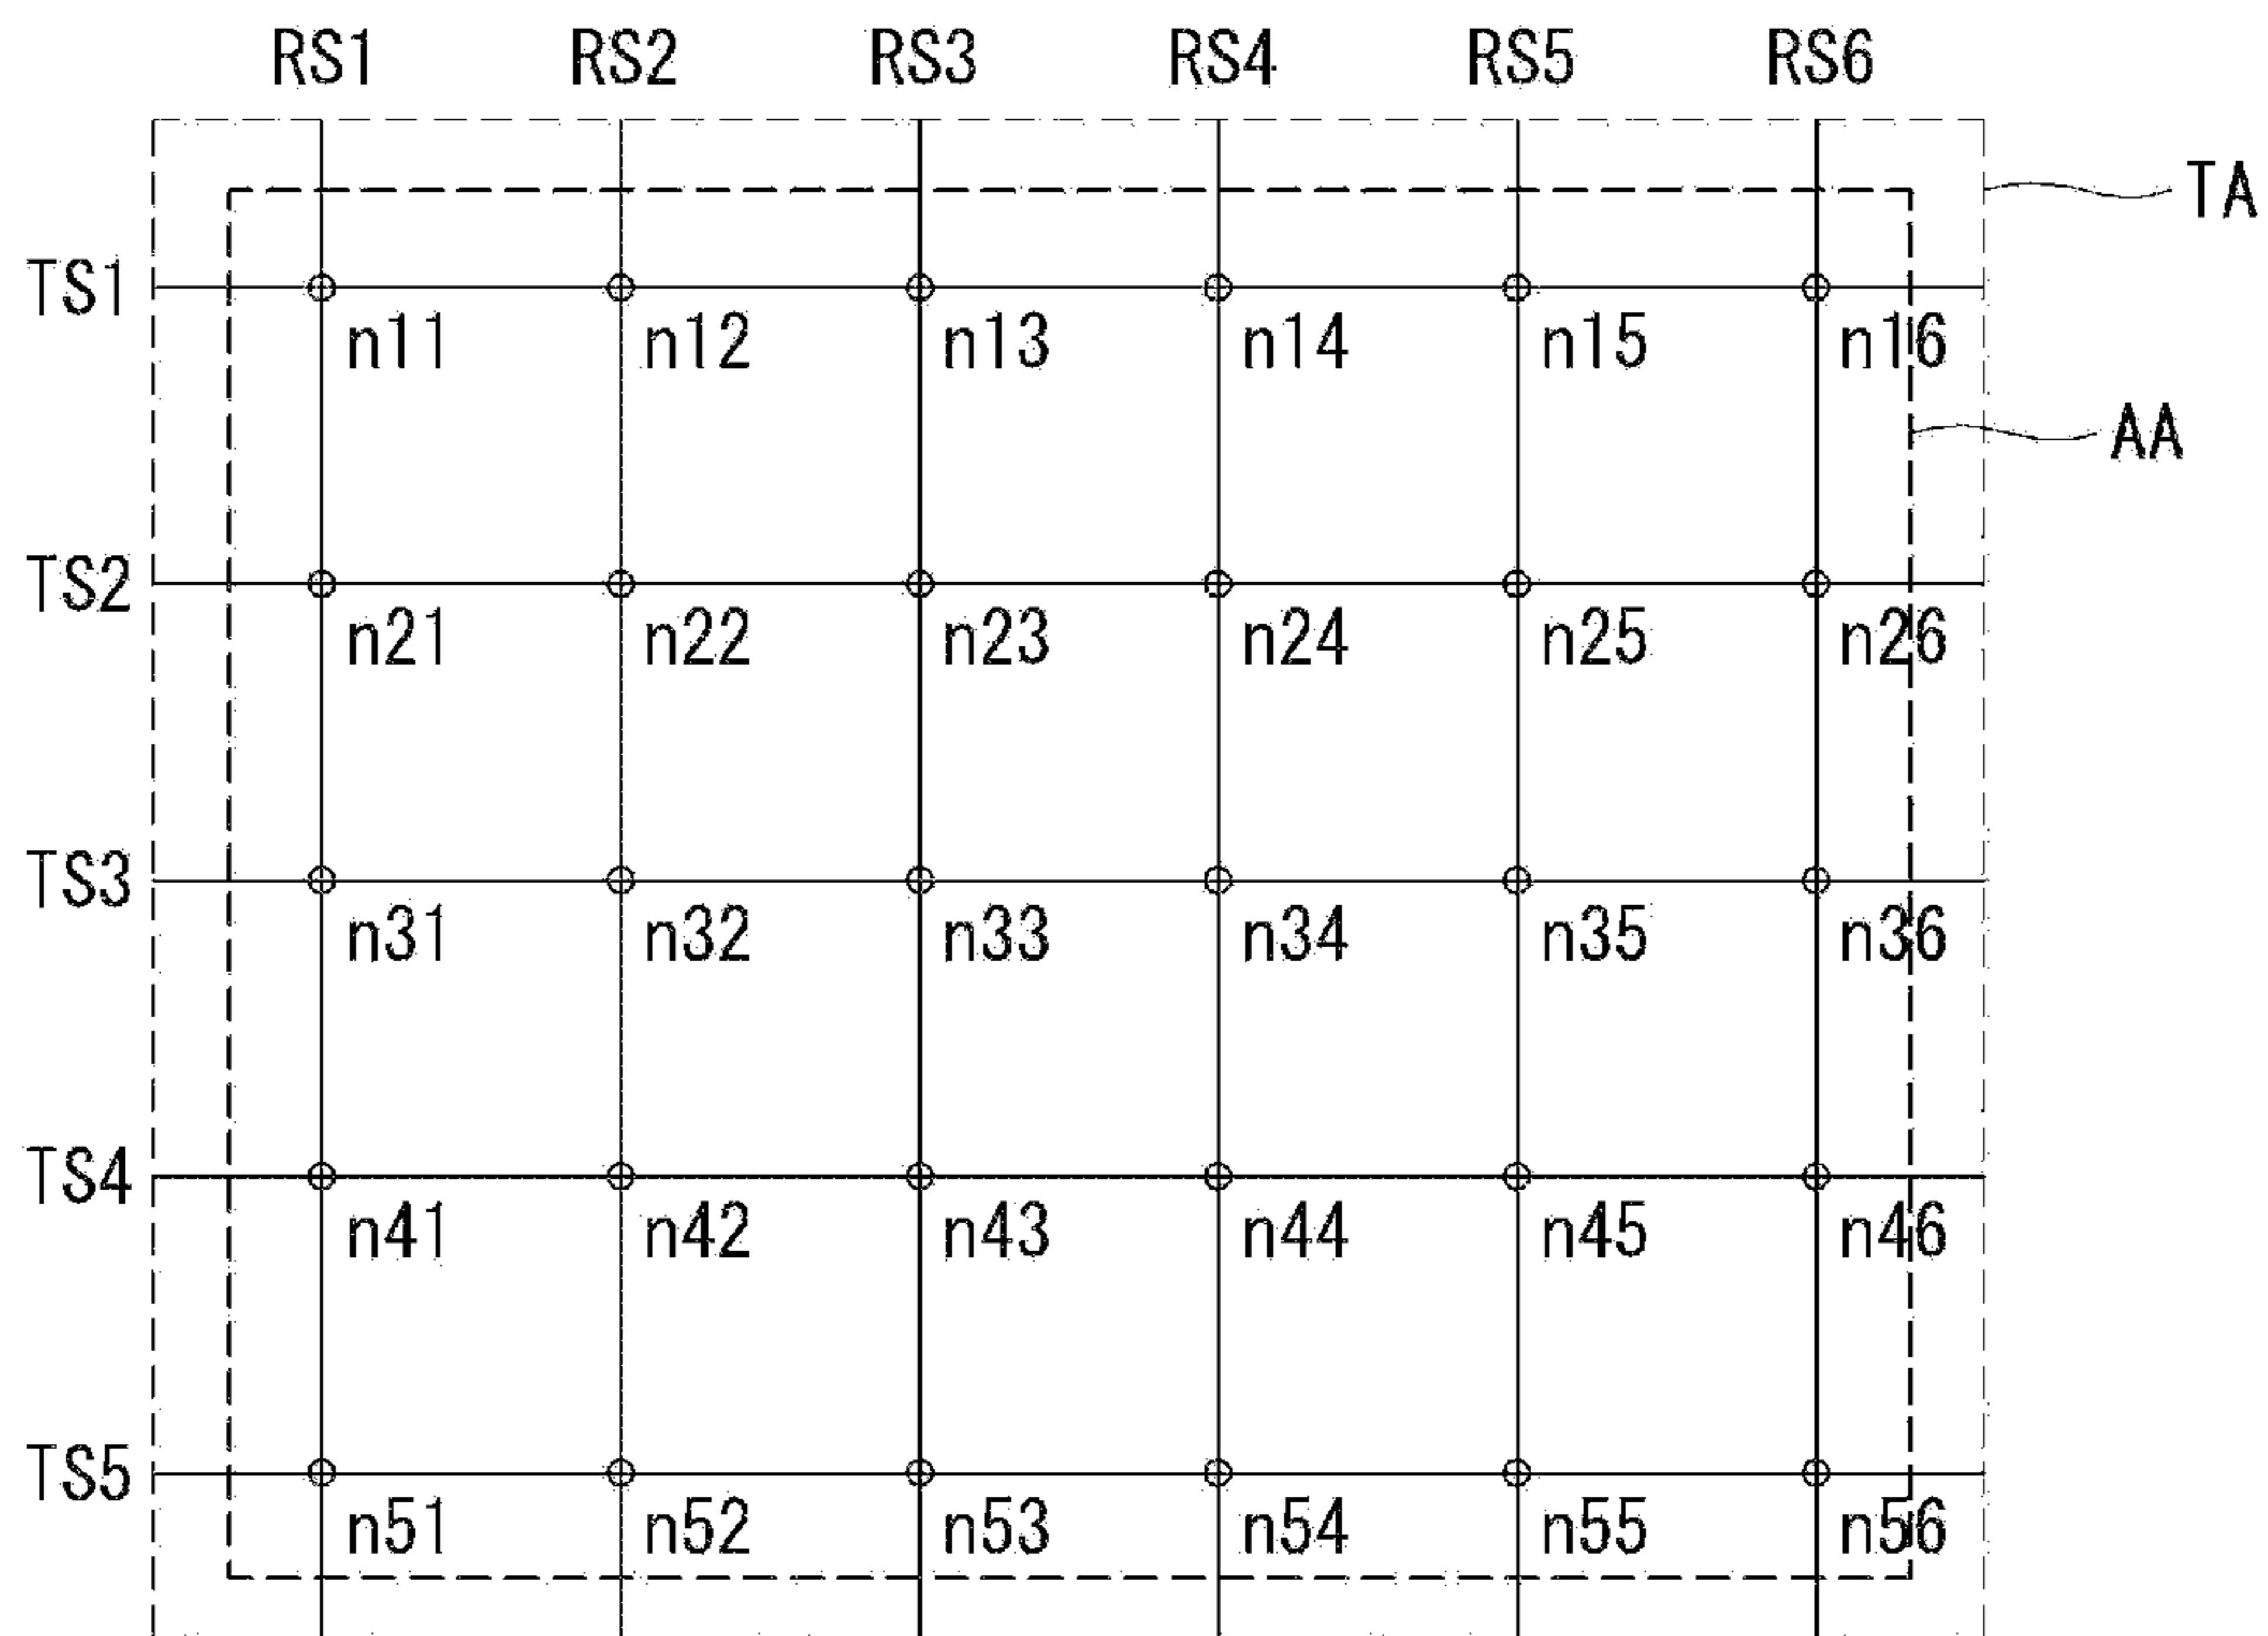 RS1 RS2 RS3 RS4 RS5 RS6
TA
TS1
n11 n12 n13 n14 n15 n16
AA
TS2
n21 n22 n23 n24 n25 n26
TS3
n31 n32 n33 n34 n35 n36
TS4
n41 n42 n43 n44 n45 n46
TS5
n51 n52 n53 n54 n55 n56